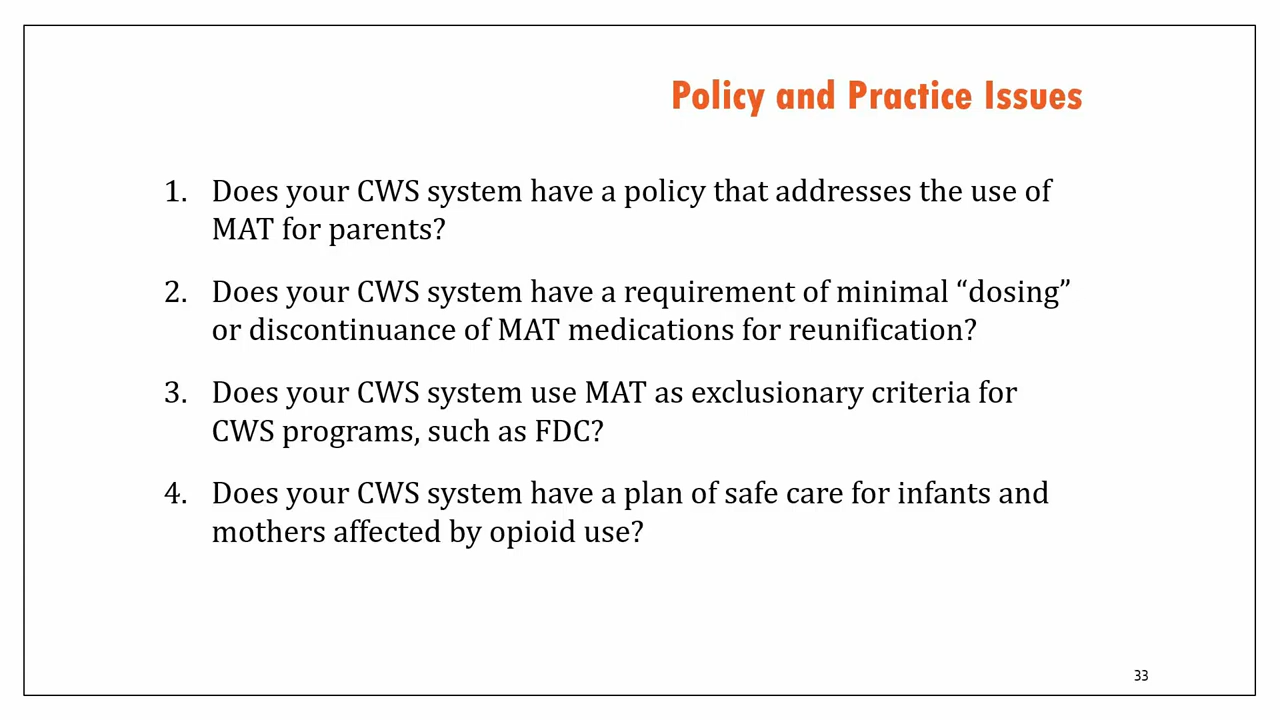 Policy and Practice Issues
1. Does your CWS system have a policy that addresses the use of
MAT for parents?
2. Does your CWS system have a requirement of minimal “dosing”
or discontinuance of MAT medications for reunification?
3. Does your CWS system use MAT as exclusionary criteria for
CWS programs, such as FDC?
4. Does your CWS system have a plan of safe care for infants and
mothers affected by opioid use?
33